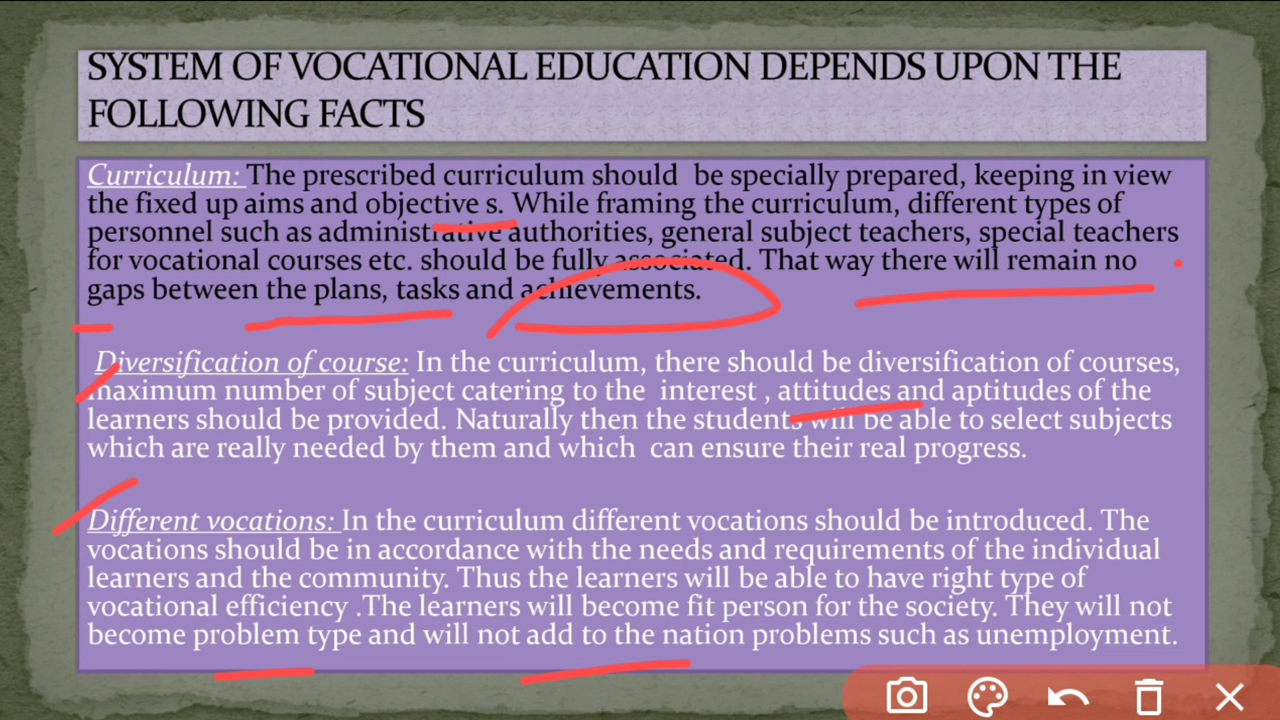 SYSTEM OF VOCATIONAL EDUCATION DEPENDS UPON THE
FOLLOWING FACTS
Curriculum: The prescribed curriculum should be specially prepared, keeping in view
the fixed up aims and objective s. While framing the curriculum, different types of
personnel such as administrative authorities, general subject teachers, special teachers
for vocational courses etc. should be fully associated. That way there will remain no
gaps between the plans, tasks and achievements.
Diversification of course: In the curriculum, there should be diversification of courses,
maximum number of subject catering to the interest , attitudes and aptitudes of the
learners should be provided. Naturally then the students will be able to select subjects
which are really needed by them and which can ensure their real progress.
Different vocations: In the curriculum different vocations should be introduced. The
vocations should be in accordance with the needs and requirements of the individual
learners and the community. Thus the learners will be able to have right type of
vocational efficiency .The learners will become fit person for the society. They will not
become problem type and will not add to the nation problems such as unemployment.